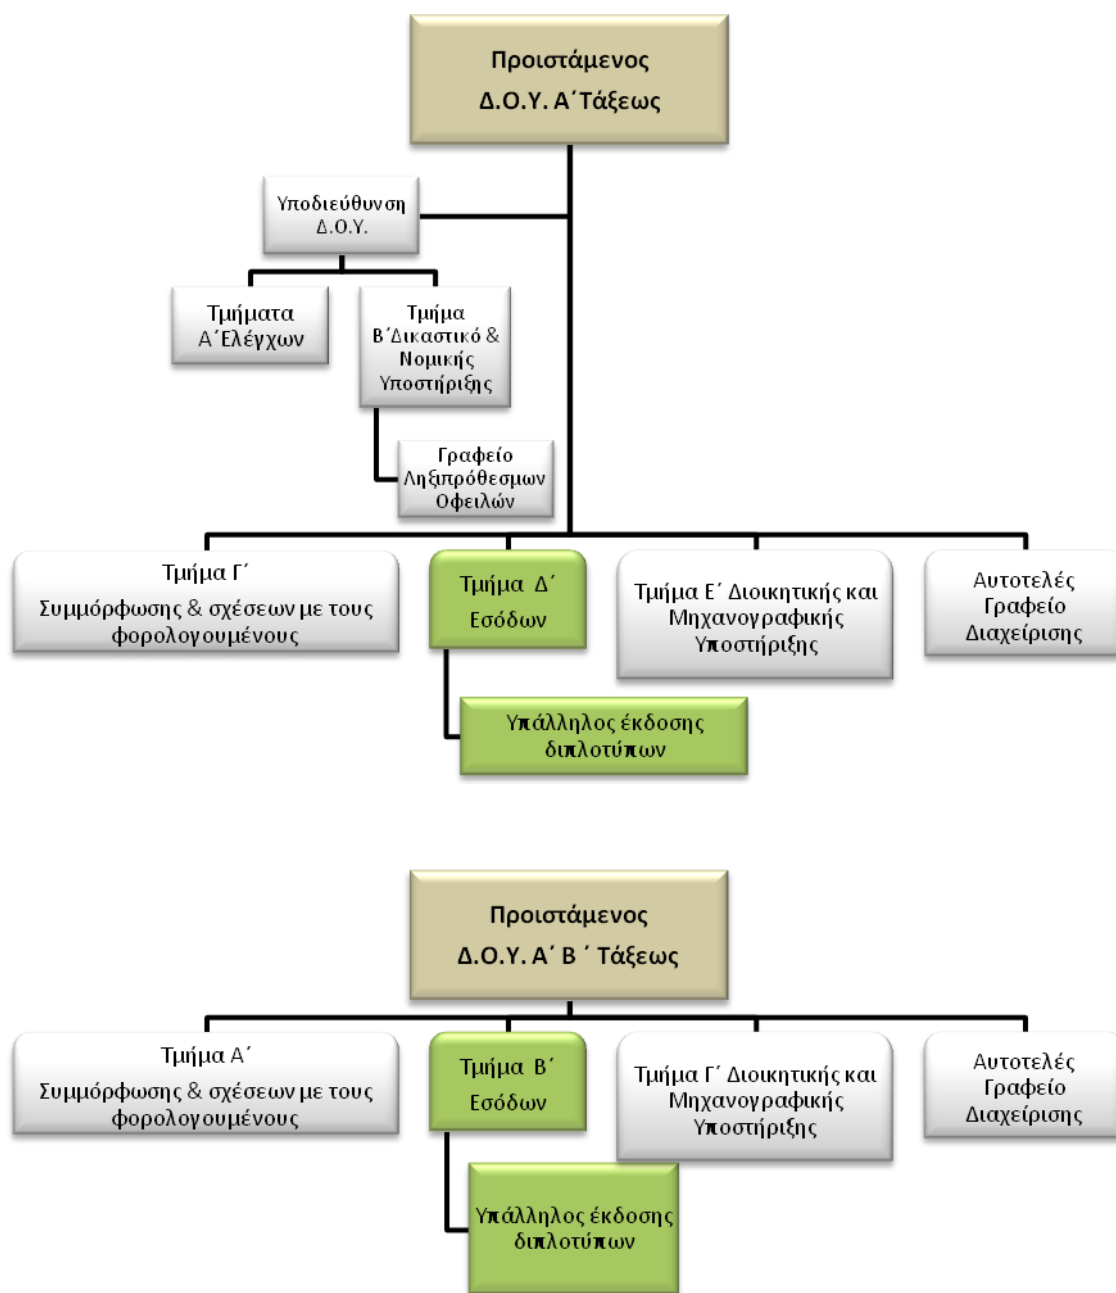 Προιστάμενος
Δ.Ο.Υ. Α΄Τάξεως
Υποδιεύθυνση
Δ.Ο.Υ.
Τμήματα
Α΄Ελέγχων
Τμήμα
Β΄Δικαστικό &
Νομικής
Υποστήριξης
Γραφείο
Ληξιπρόθεσμων
Οφειλών
Τμήμα Γ΄
Συμμόρφωσης & σχέσεων με τους
φορολογουμένους
Τμήμα Δ΄
Εσόδων
Τμήμα Ε΄ Διοικητικής και
Μηχανογραφικής
Υποστήριξης
Αυτοτελές
Γραφείο
Διαχείρισης
Υπάλληλος έκδοσης
διπλοτύπων
Προιστάμενος
Δ.Ο.Υ. Α΄ Β ΄ Τάξεως
Τμήμα Α΄
Συμμόρφωσης & σχέσεων με τους
φορολογουμένους
Τμήμα Β΄
Εσόδων
Τμήμα Γ΄ Διοικητικής και
Μηχανογραφικής
Υποστήριξης
Αυτοτελές
Γραφείο
Διαχείρισης
Υπάλληλος έκδοσης
διπλοτύπων